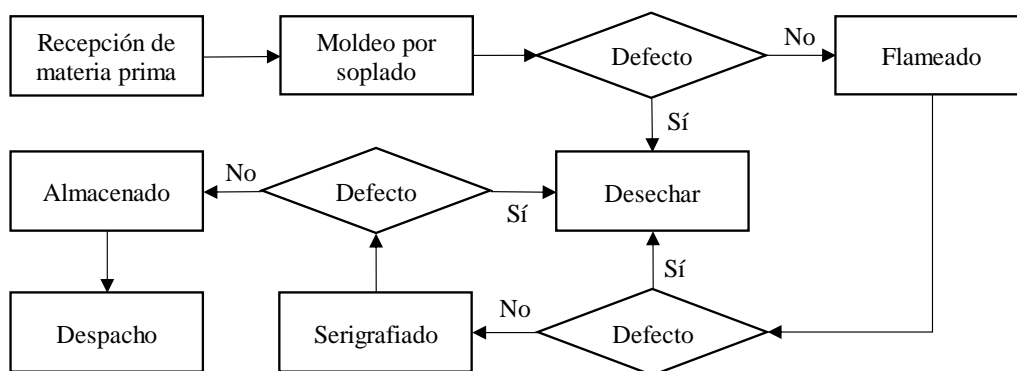 Recepción de
materia prima
Moldeo por
soplado
Defecto
No
Flameado
Sí
Almacenado
No
Defecto
Sí
Desechar
Sí
Despacho
Serigrafiado
No
Defecto